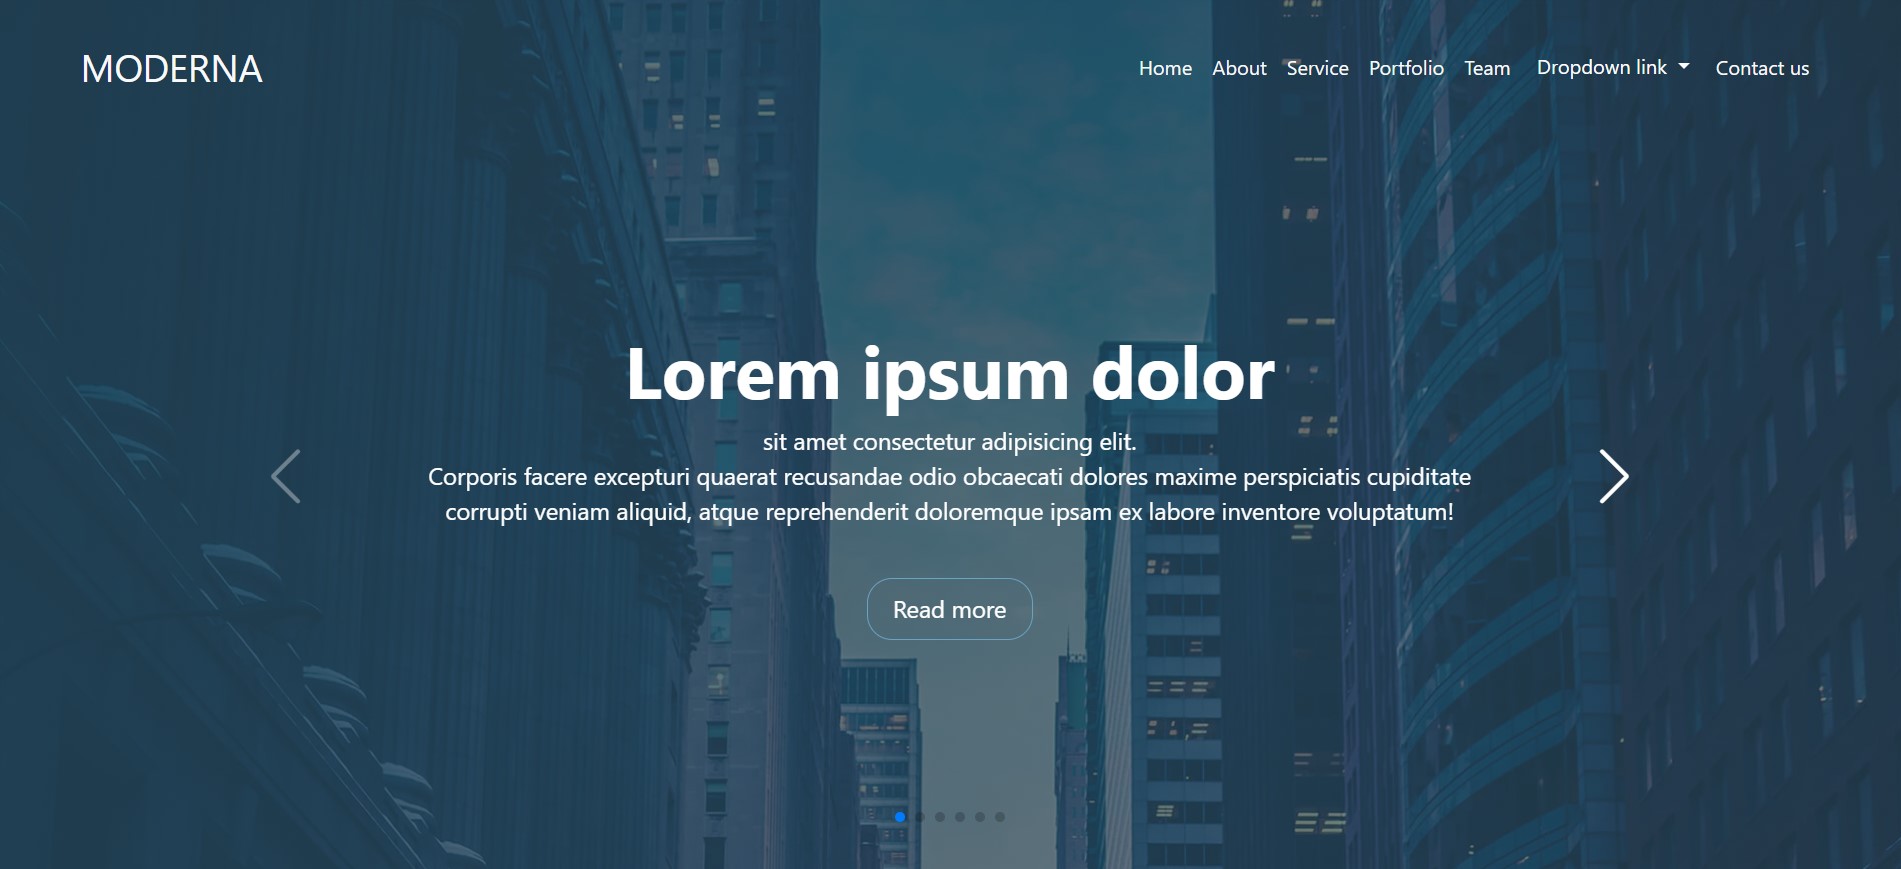 MODERNA
Home About Service Portfolio Team Dropdown link Contact us
Lorem ipsum dolor
sit amet consectetur adipisicing elit.
Corporis facere excepturi quaerat recusandae odio obcaecati dolores maxime perspiciatis cupiditate
corrupti veniam aliquid, atque reprehenderit doloremque ipsam ex labore inventore voluptatum!
Read more